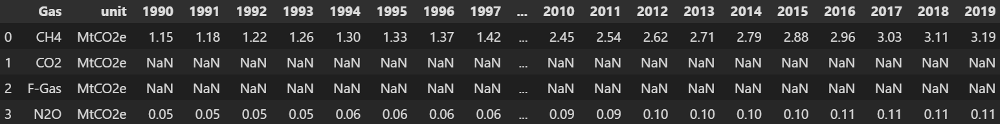 Gas unit 1990 1991 1992 1993 1994 1995 1996 1997 ... 2010 2011 2012 2013 2014 2015 2016 2017 2018 2019
0 CH4 MtCO2e 1.15 1.18 1.22 1.26 1.30 1.33 1.37 1.42 ... 2.45 2.54 2.62 2.71 2.79 2.88 2.96 3.03 3.11 3.19
1 CO2 MtCO2e NaN NaN NaN NaN NaN NaN NaN NaN ... NaN NaN NaN NaN NaN NaN NaN NaN NaN NaN
2 F-Gas MtCO2e NaN NaN NaN NaN NaN NaN NaN NaN ... NaN NaN NaN NaN NaN NaN NaN NaN NaN NaN
3 N2O MtCO2e 0.05 0.05 0.05 0.05 0.06 0.06 0.06 0.06 ... 0.09 0.09 0.10 0.10 0.10 0.10 0.11 0.11 0.11 0.11